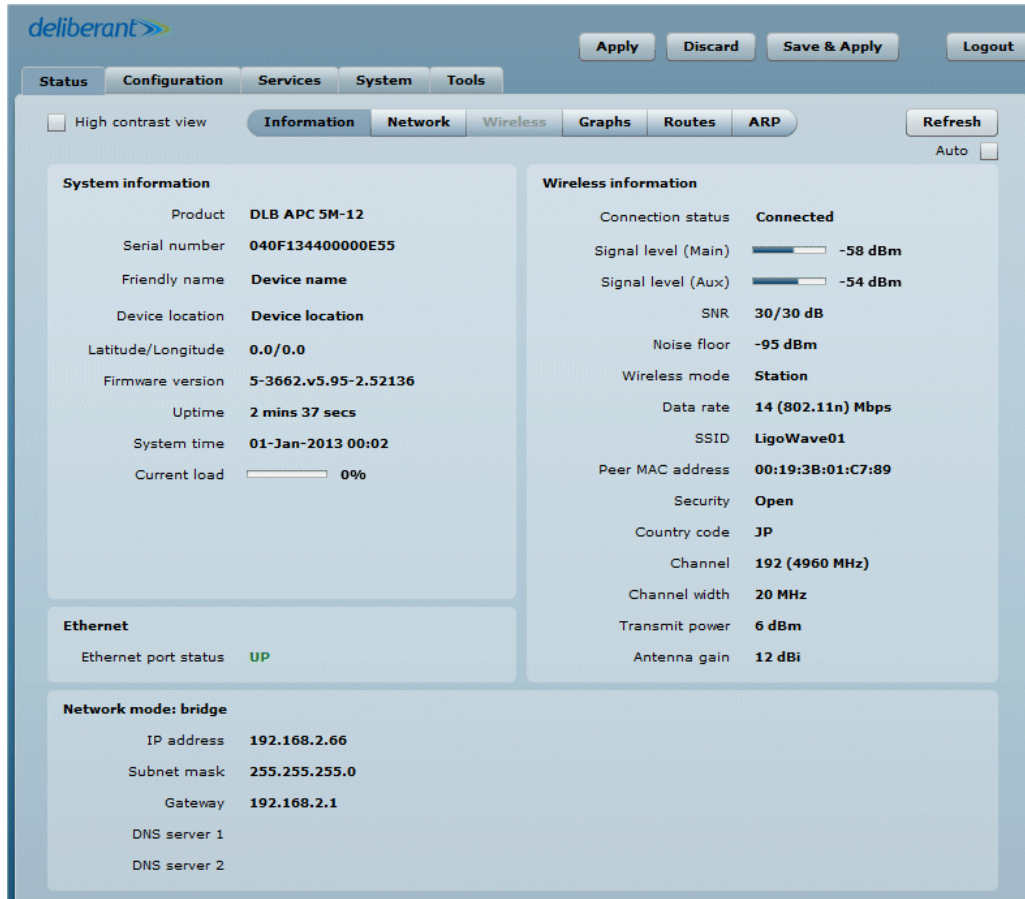 deliberant
Apply Discard Save & Apply Logout
Status Configuration Services System Tools
High contrast view Information Network Wireless Graphs Routes ARP Refresh
Auto
System information
Product DLB APC 5M-12
Serial number 040F134400000E55
Friendly name Device name
Device location Device location
Latitude/Longitude 0.0/0.0
Firmware version 5-3662.v5.95-2.52136
Uptime 2 mins 37 secs
System time 01-Jan-2013 00:02
Current load 0%
Wireless information
Connection status Connected
Signal level (Main) -58 dBm
Signal level (Aux) -54 dBm
SNR 30/30 dB
Noise floor -95 dBm
Wireless mode Station
Data rate 14 (802.11n) Mbps
SSID LigoWave01
Peer MAC address 00:19:3B:01:C7:89
Security Open
Country code JP
Channel 192 (4960 MHz)
Channel width 20 MHz
Transmit power 6 dBm
Antenna gain 12 dBi
Ethernet
Ethernet port status UP
Network mode: bridge
IP address 192.168.2.66
Subnet mask 255.255.255.0
Gateway 192.168.2.1
DNS server 1
DNS server 2